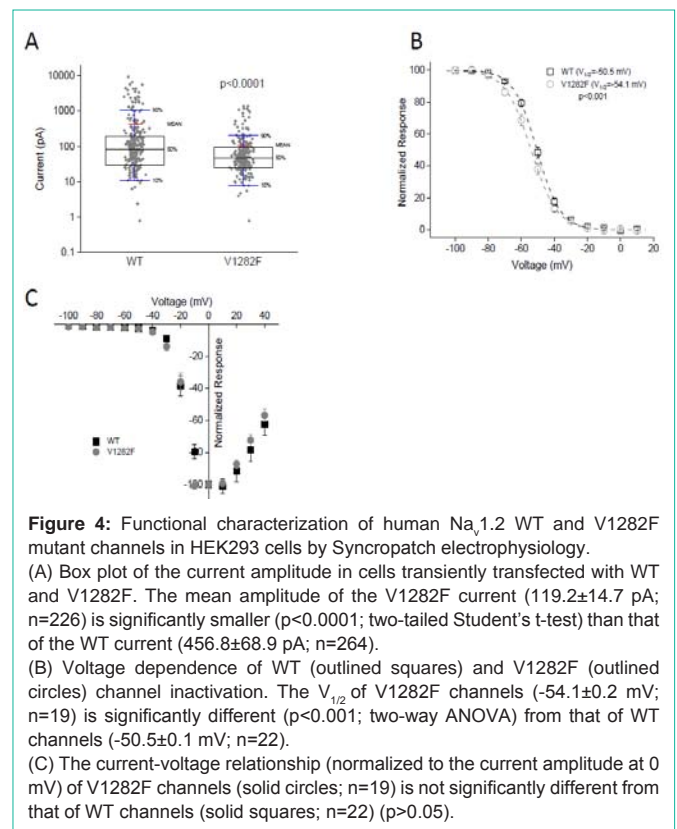 A
p<0.0001
10000
1000
100
10
1
0.1
Current (pA)
90%
MEAN
50%
10%
90%
MEAN
50%
10%
WT
V1282F
B
100
80
60
40
20
0
Normalized Response
WT (V1/2=-50.5 mV)
V1282F (V1/2=-54.1 mV)
p<0.001
-100 -80 -60 -40 -20 0 20
Voltage (mV)
C
Voltage (mV)
-100 -80 -60 -40 -20 0 20 40
-20
-40
-60
-80
-100
Normalized Response
WT
V1282F
Figure 4: Functional characterization of human Nav1.2 WT and V1282F
mutant channels in HEK293 cells by Syncropatch electrophysiology.
(A) Box plot of the current amplitude in cells transiently transfected with WT
and V1282F. The mean amplitude of the V1282F current (119.2±14.7 pA;
n=226) is significantly smaller (p<0.0001; two-tailed Student’s t-test) than that
of the WT current (456.8±68.9 pA; n=264).
(B) Voltage dependence of WT (outlined squares) and V1282F (outlined
circles) channel inactivation. The V1/2 of V1282F channels (-54.1±0.2 mV;
n=19) is significantly different (p<0.001; two-way ANOVA) from that of WT
channels (-50.5±0.1 mV; n=22).
(C) The current-voltage relationship (normalized to the current amplitude at 0
mV) of V1282F channels (solid circles; n=19) is not significantly different from
that of WT channels (solid squares; n=22) (p>0.05).